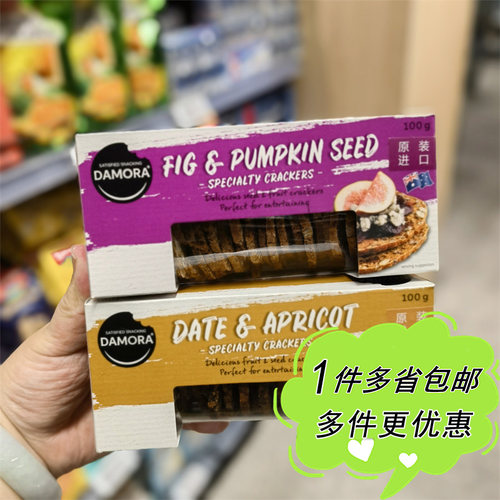 100g
SATISFIED SNACKING
DAMORA
FIG & PUMPKIN SEED
- SPECIALTY CRACKERS -
Delicious seed & fruit crackers
Perfect for entertaining
原装
进口
serving suggestion
100g
SATISFIED SNACKING
DAMORA
DATE & APRICOT
- SPECIALTY CRACKERS
Delicious fruit & seed
Perfect for entertaining
原装
1件多省包邮
多件更优惠